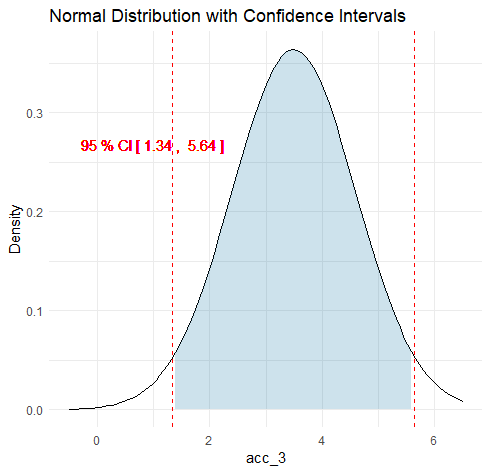 Normal Distribution with Confidence Intervals
95 % CI [ 1.34 , 5.64 ]
Density
0.3
0.2
0.1
0.0
0 2 4 6
acc_3